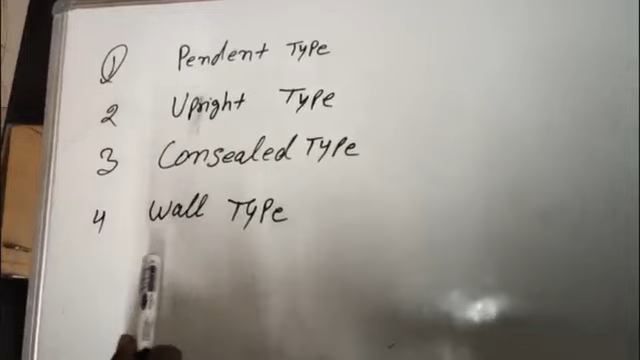 1 Pendent TYPe
2 Upright TYPe
3 Consealed TYPe
4 Wall TYPe